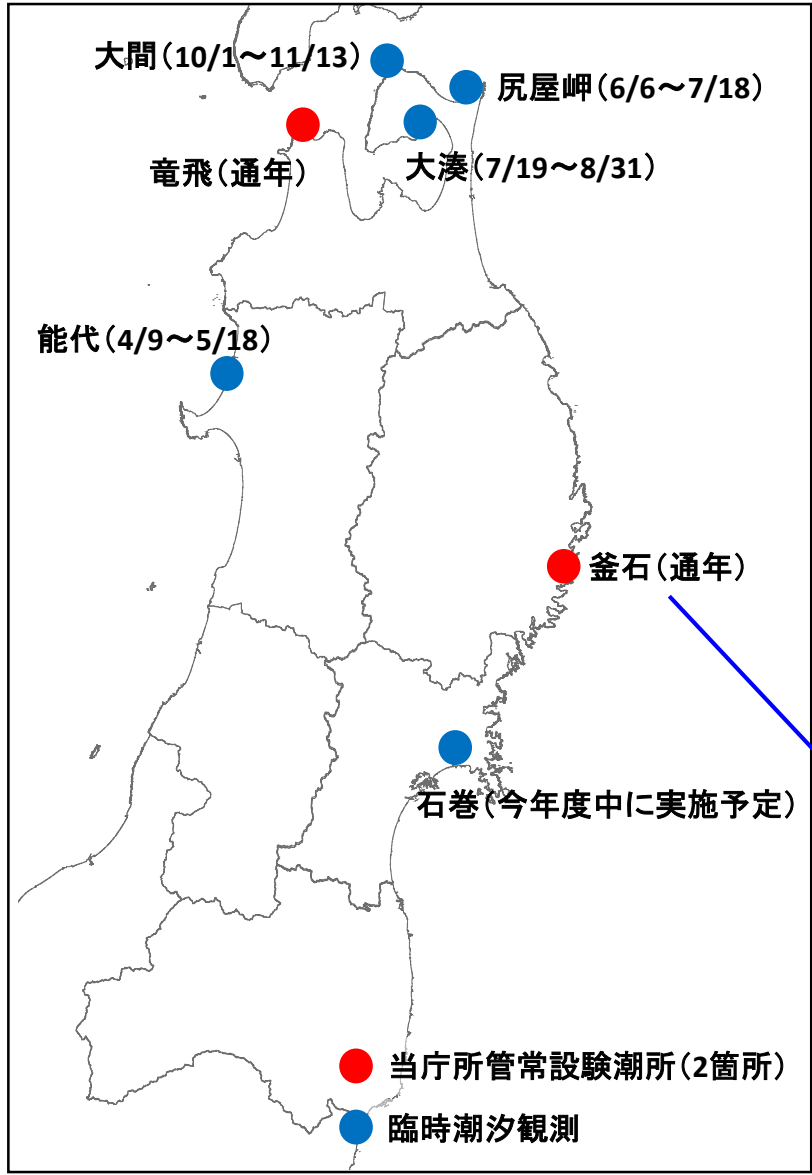 大間(10/1～11/13)
尻屋岬(6/6～7/18)
竜飛(通年)
大湊(7/19～8/31)
能代(4/9～5/18)
釜石(通年)
石巻(今年度中に実施予定)
当庁所管常設験潮所(2箇所)
臨時潮汐観測